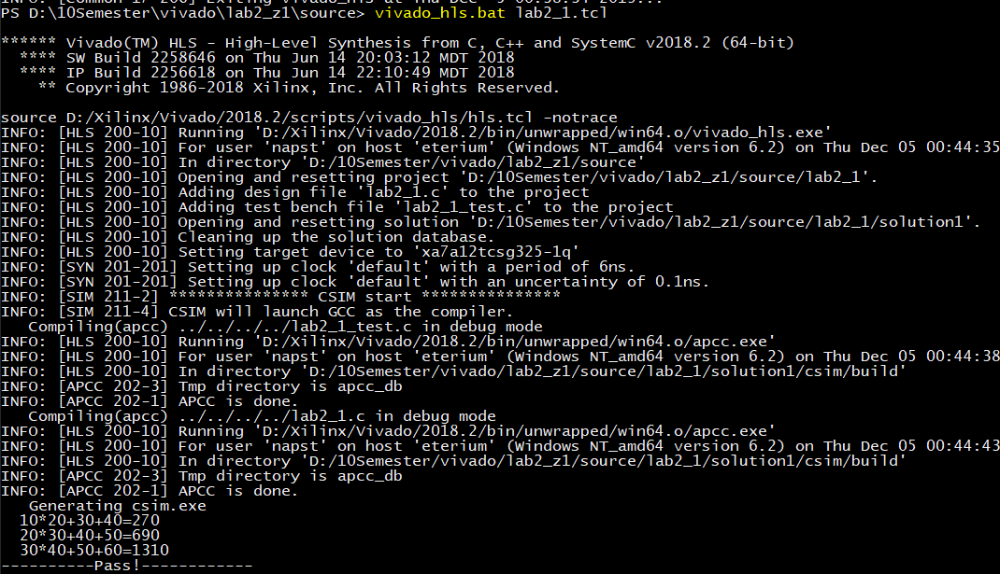 INFO: [Common 17-206] Exiting vivado_hls at Thu Dec 5 00:38:34 2019...
PS D:\10Semester\vivado\lab2_z1\source> vivado_hls.bat lab2_1.tcl
****** Vivado(TM) HLS - High-Level Synthesis from C, C++ and SystemC v2018.2 (64-bit)
**** SW Build 2258646 on Thu Jun 14 20:03:12 MDT 2018
**** IP Build 2256618 on Thu Jun 14 22:10:49 MDT 2018
** Copyright 1986-2018 Xilinx, Inc. All Rights Reserved.
source D:/Xilinx/Vivado/2018.2/scripts/vivado_hls/hls.tcl -notrace
INFO: [HLS 200-10] Running 'D:/Xilinx/Vivado/2018.2/bin/unwrapped/win64.o/vivado_hls.exe'
INFO: [HLS 200-10] For user 'napst' on host 'eterium' (Windows NT_amd64 version 6.2) on Thu Dec 05 00:44:35
INFO: [HLS 200-10] In directory 'D:/10Semester/vivado/lab2_z1/source'
INFO: [HLS 200-10] Opening and resetting project 'D:/10Semester/vivado/lab2_z1/source/lab2_1'.
INFO: [HLS 200-10] Adding design file 'lab2_1.c' to the project
INFO: [HLS 200-10] Adding test bench file 'lab2_1_test.c' to the project
INFO: [HLS 200-10] Opening and resetting solution 'D:/10Semester/vivado/lab2_z1/source/lab2_1/solution1'.
INFO: [HLS 200-10] Cleaning up the solution database.
INFO: [HLS 200-10] Setting target device to 'xa7a12tcsg325-1q'
INFO: [SYN 201-201] Setting up clock 'default' with a period of 6ns.
INFO: [SYN 201-201] Setting up clock 'default' with an uncertainty of 0.1ns.
INFO: [SIM 211-2] *************** CSIM start ***************
INFO: [SIM 211-4] CSIM will launch GCC as the compiler.
Compiling(apcc) ../../../../lab2_1_test.c in debug mode
INFO: [HLS 200-10] Running 'D:/Xilinx/Vivado/2018.2/bin/unwrapped/win64.o/apcc.exe'
INFO: [HLS 200-10] For user 'napst' on host 'eterium' (Windows NT_amd64 version 6.2) on Thu Dec 05 00:44:38
INFO: [HLS 200-10] In directory 'D:/10Semester/vivado/lab2_z1/source/lab2_1/solution1/csim/build'
INFO: [APCC 202-3] Tmp directory is apcc_db
INFO: [APCC 202-1] APCC is done.
Compiling(apcc) ../../../../lab2_1.c in debug mode
INFO: [HLS 200-10] Running 'D:/Xilinx/Vivado/2018.2/bin/unwrapped/win64.o/apcc.exe'
INFO: [HLS 200-10] For user 'napst' on host 'eterium' (Windows NT_amd64 version 6.2) on Thu Dec 05 00:44:43
INFO: [HLS 200-10] In directory 'D:/10Semester/vivado/lab2_z1/source/lab2_1/solution1/csim/build'
INFO: [APCC 202-3] Tmp directory is apcc_db
INFO: [APCC 202-1] APCC is done.
Generating csim.exe
10*20+30+40=270
20*30+40+50=690
30*40+50+60=1310
----------Pass!------------